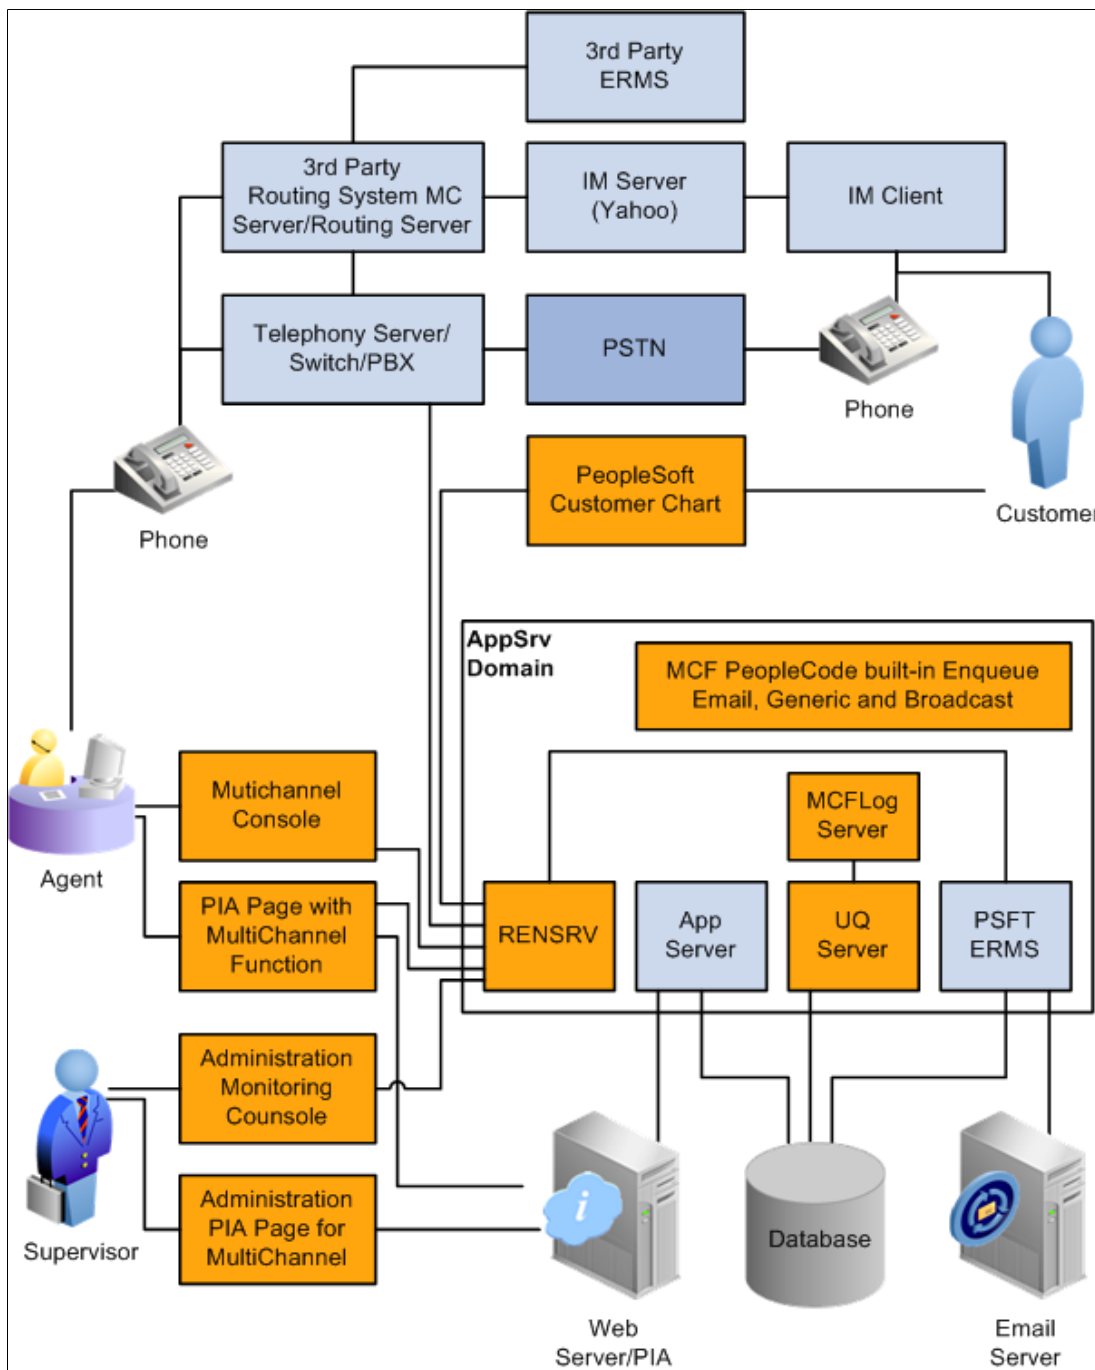 3rd Party
ERMS
3rd Party
Routing System MC
Server/Routing Server
IM Server
(Yahoo)
IM Client
Telephony Server/
Switch/PBX
PSTN
Phone
Phone
PeopleSoft
Customer Chart
Customer
AppSrv
Domain
MCF PeopleCode built-in Enqueue
Email, Generic and Broadcast
Mutichannel
Console
MCFLog
Server
Agent
PIA Page with
MultiChannel
Function
RENSRV
App
Server
UQ
Server
PSFT
ERMS
Administration
Monitoring
Counsole
Supervisor
Administration
PIA Page for
MultiChannel
Database
Web
Server/PIA
Email
Server